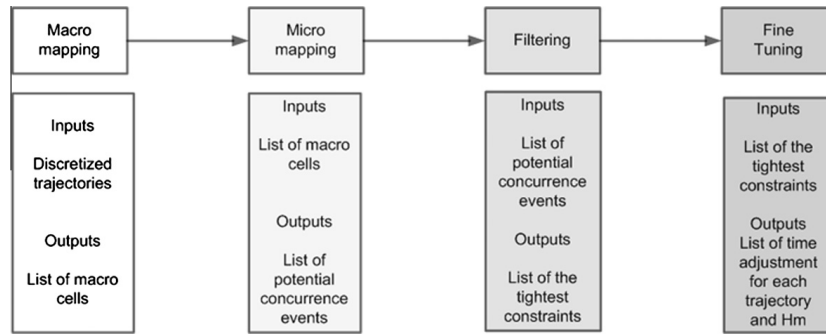 Macro
mapping
Micro
mapping
Filtering
Fine
Tuning
Inputs
Discretized
trajectories
Outputs
List of macro
cells
Inputs
List of macro
cells
Outputs
List of
potential
concurrence
events
Inputs
List of
potential
concurrence
events
Outputs
List of the
tightest
constraints
Inputs
List of the
tightest
constraints
Outputs
List of time
adjustment
for each
trajectory
and Hm